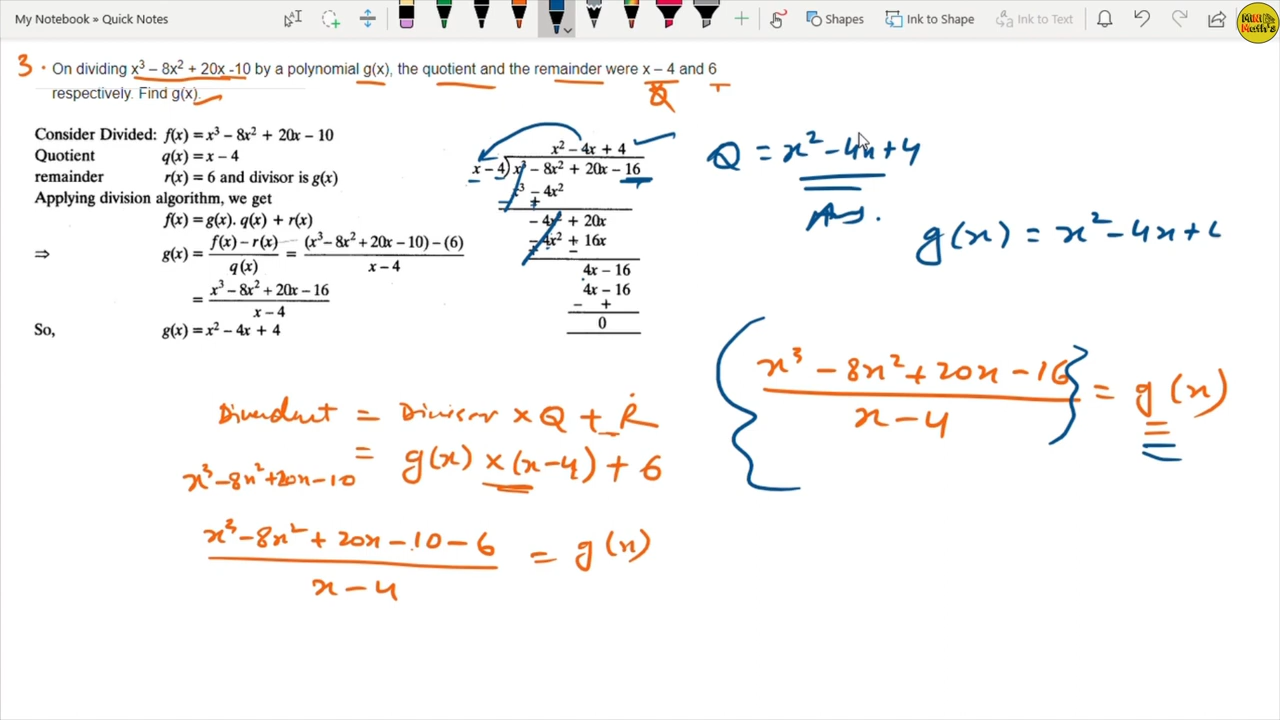 My Notebook » Quick Notes
Shapes
Ink to Shape
Ink to Text
3. On dividing x³ – 8x² + 20x -10 by a polynomial g(x), the quotient and the remainder were x – 4 and 6
respectively. Find g(x).
Q
Consider Divided: f(x) = x³ – 8x² + 20x – 10
Quotient q(x) = x – 4
remainder r(x) = 6 and divisor is g(x)
Applying division algorithm, we get
f(x) = g(x). q(x) + r(x)
⇒ g(x) = (f(x) – r(x))/q(x) = ((x³ – 8x² + 20x – 10) – (6))/(x – 4)
= (x³ – 8x² + 20x – 16)/(x – 4)
So, g(x) = x² – 4x + 4
x² – 4x + 4
x – 4) x³ – 8x² + 20x – 16
x³ – 4x²
– +
– 4x² + 20x
– 4x² + 16x
+ –
4x – 16
4x – 16
– +
0
Q = x² – 4x + 4
Ans.
g(x) = x² – 4x + 4
{ (x³ – 8x² + 20x – 16)/(x – 4) } = g(x)
Dividend = Divisor × Q + R
x³ – 8x² + 20x – 10 = g(x) × (x – 4) + 6
(x³ – 8x² + 20x – 10 – 6)/(x – 4) = g(x)